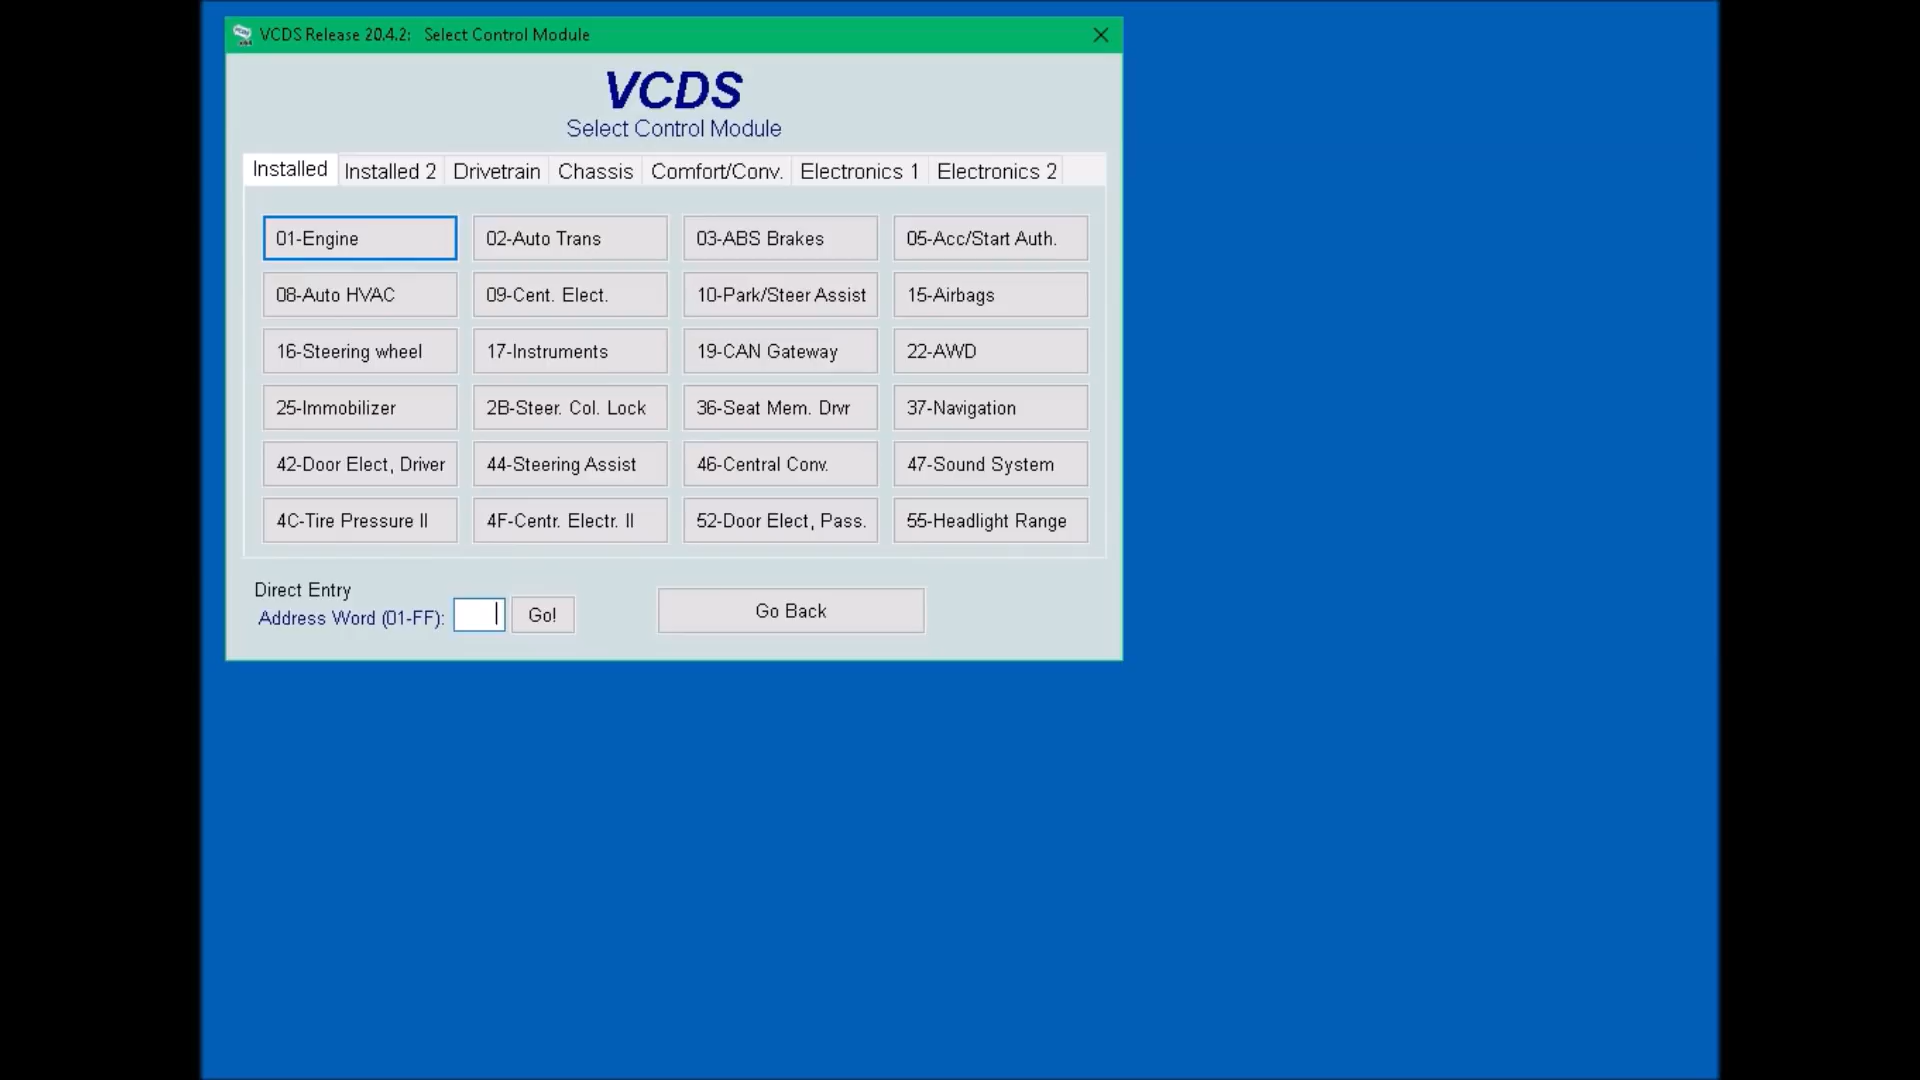 VCDS Release 20.4.2: Select Control Module
VCDS
Select Control Module
Installed Installed 2 Drivetrain Chassis Comfort/Conv. Electronics 1 Electronics 2
01-Engine 02-Auto Trans 03-ABS Brakes 05-Acc/Start Auth.
08-Auto HVAC 09-Cent. Elect. 10-Park/Steer Assist 15-Airbags
16-Steering wheel 17-Instruments 19-CAN Gateway 22-AWD
25-Immobilizer 2B-Steer. Col. Lock 36-Seat Mem. Drvr 37-Navigation
42-Door Elect, Driver 44-Steering Assist 46-Central Conv. 47-Sound System
4C-Tire Pressure II 4F-Centr. Electr. II 52-Door Elect, Pass. 55-Headlight Range
Direct Entry
Address Word (01-FF): Go! Go Back